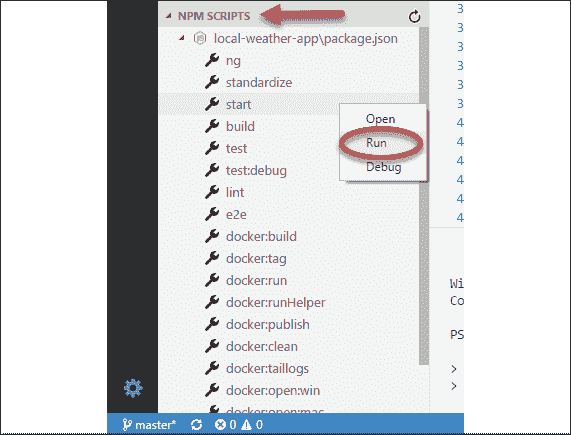 NPM SCRIPTS
local-weather-app\package.json
ng
standardize
start
build
test
test:debug
lint
e2e
docker:build
docker:tag
docker:run
docker:runHelper
docker:publish
docker:clean
docker:taillogs
docker:open:win
docker:open:mac
Open
Run
Debug
3
3
3
3
3
3
4
4
4
4
4
4
Wi
Co
PS
>
>
master* 0 0